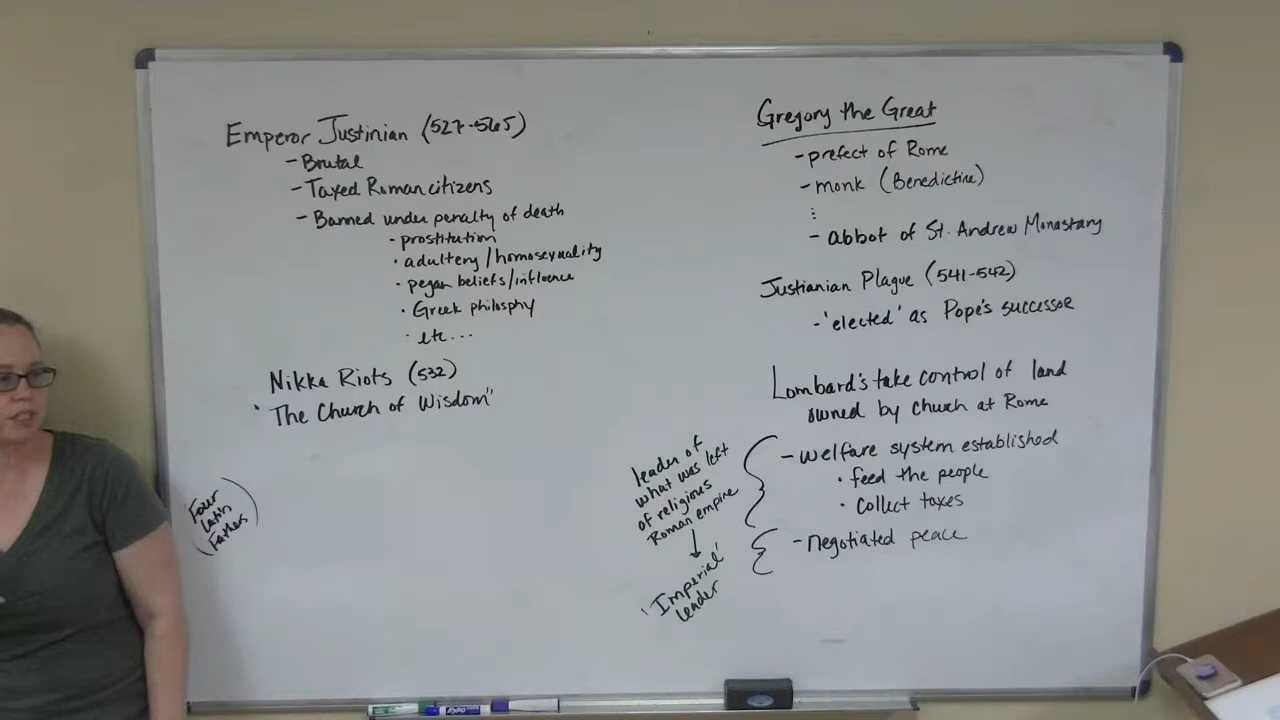 Emperor Justinian (527-565)
- Brutal
- Taxed Roman citizens
- Banned under penalty of death
• prostitution
• adultery/homosexuality
• pegan beliefs/influence
• Greek philosphy
• etc...
Nikka Riots (532)
• "The Church of Wisdom"
(Four
Latin
Fathers)
Gregory the Great
- prefect of Rome
- monk (Benedictine)
⋮
- abbot of St. Andrew Monastary
Justianian Plague (541-542)
- 'elected' as Pope's successor
Lombard's take control of land
owned by church at Rome
- welfare system established
• feed the people
• collect taxes
- negotiated peace
leader of
what was left
of religious
Roman empire
↓
'Imperial'
leader
EXPO